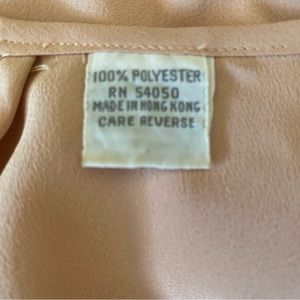 100% POLYESTER
RN 54050
MADE IN HONG KONG
CARE REVERSE